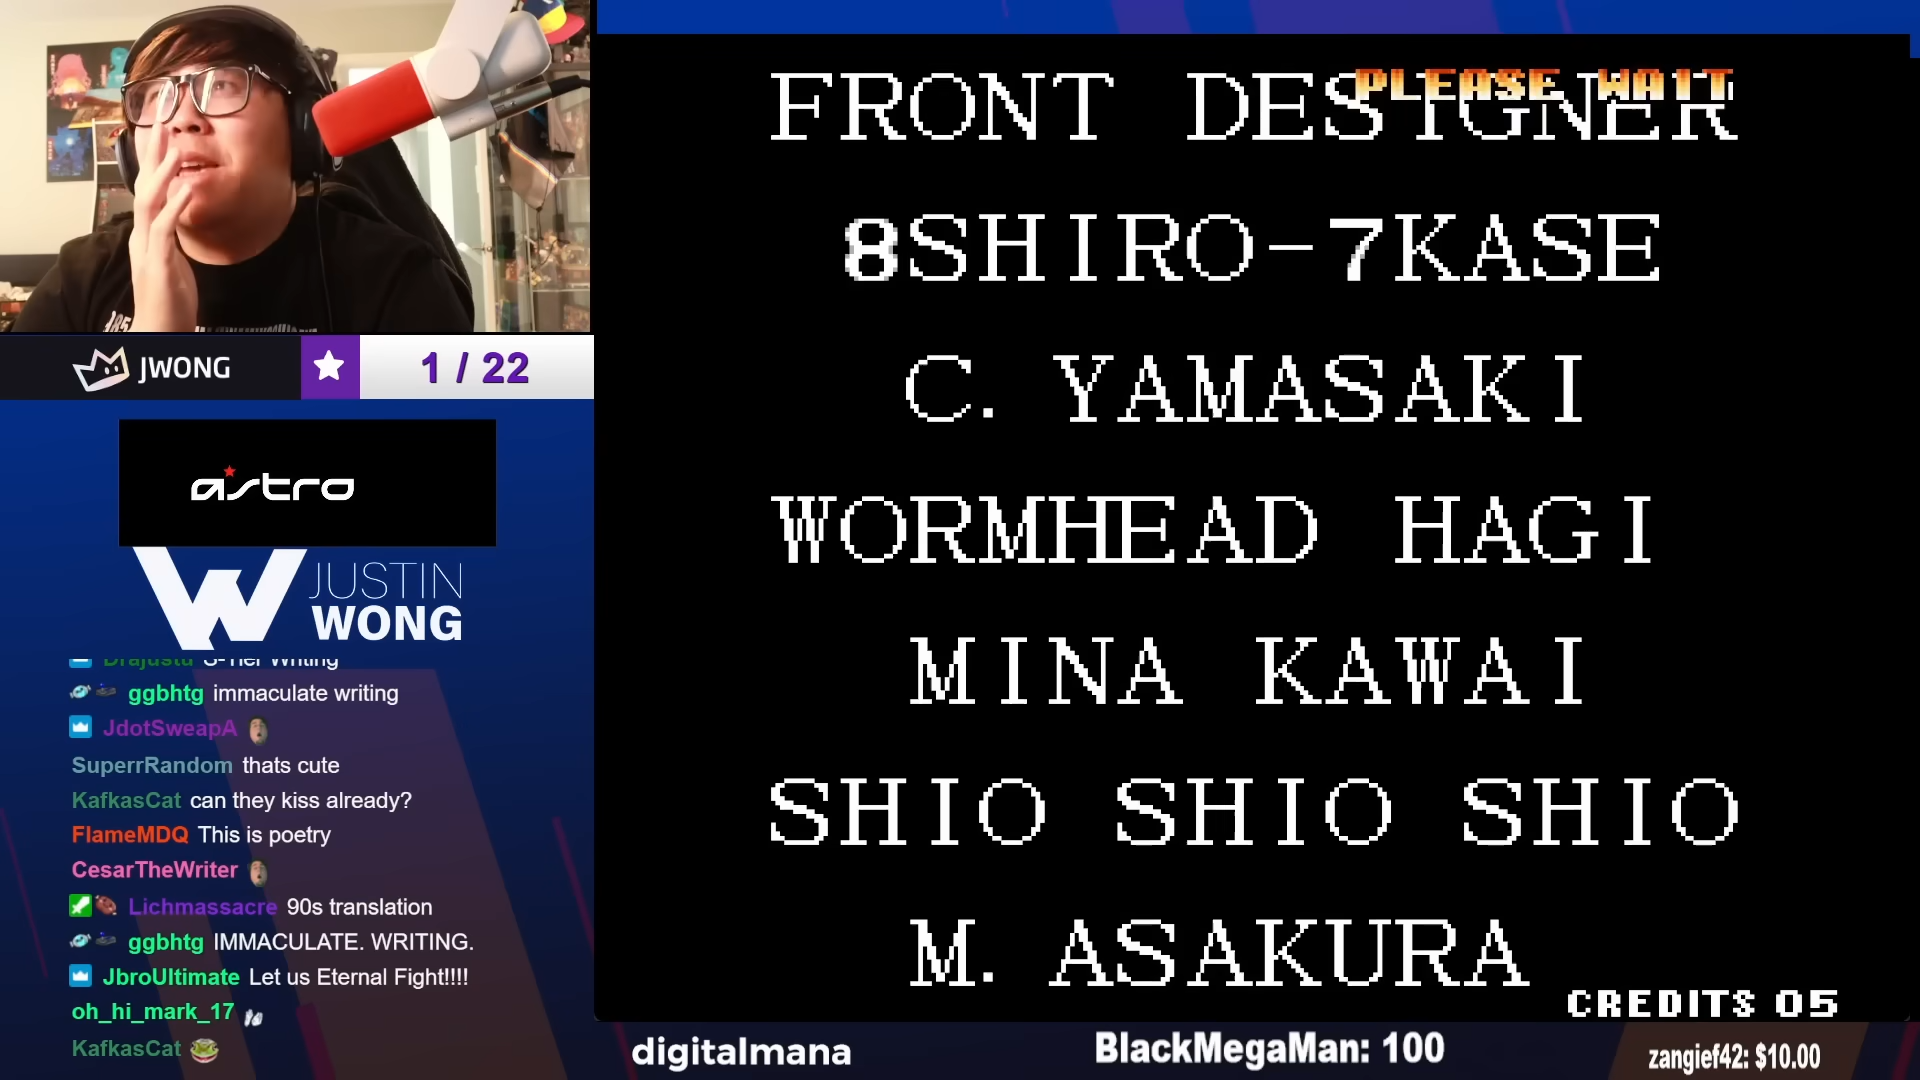 FRONT DESIGNER
PLEASE WAIT
8SHIRO-7KASE
C. YAMASAKI
WORMHEAD HAGI
MINA KAWAI
SHIO SHIO SHIO
M. ASAKURA
CREDITS 05
JWONG
1 / 22
astro
JUSTIN
WONG
Drajustu S-Tier Writing
ggbhtg immaculate writing
JdotSweapA
SuperrRandom thats cute
KafkasCat can they kiss already?
FlameMDQ This is poetry
CesarTheWriter
Lichmassacre 90s translation
ggbhtg IMMACULATE. WRITING.
JbroUltimate Let us Eternal Fight!!!!
oh_hi_mark_17
KafkasCat
digitalmana
BlackMegaMan: 100
zangief42: $10.00